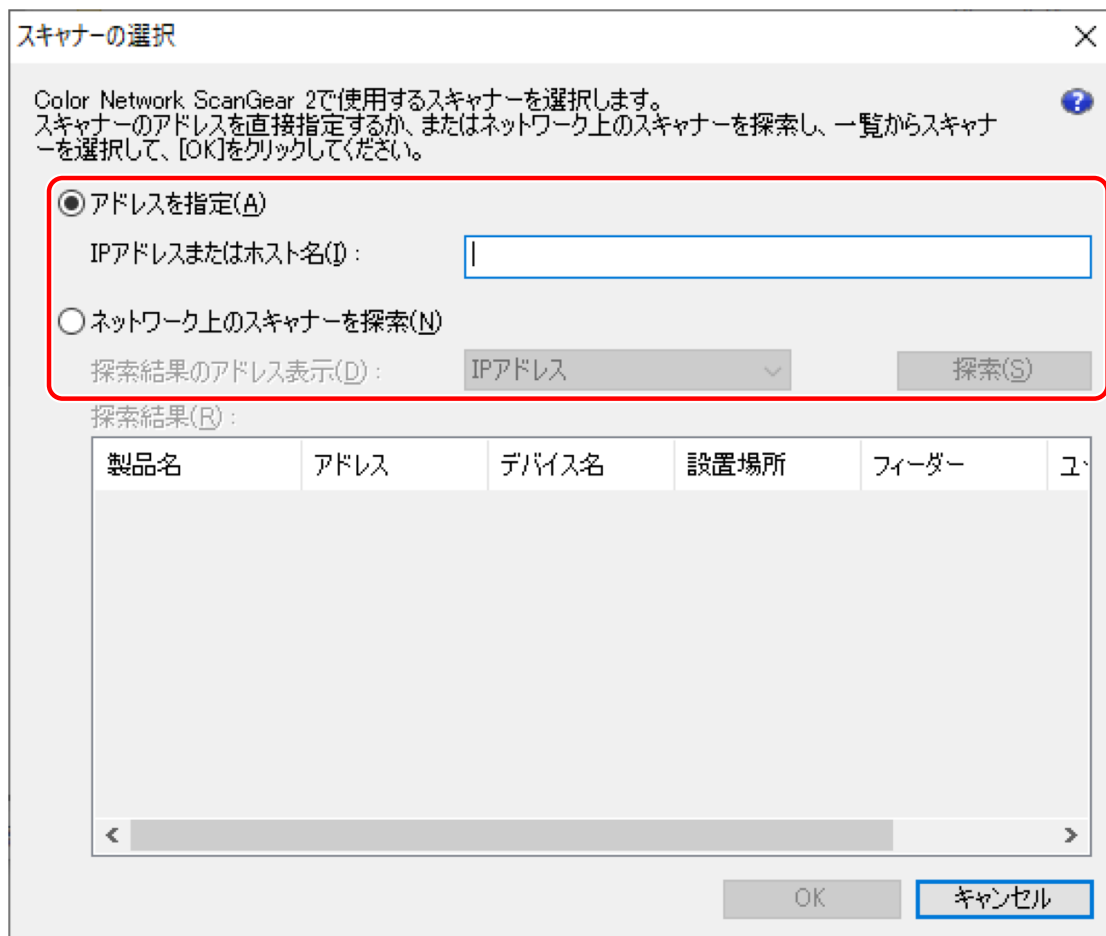 スキャナーの選択
Color Network ScanGear 2で使用するスキャナーを選択します。
スキャナーのアドレスを直接指定するか、またはネットワーク上のスキャナーを探索し、一覧からスキャナ
ーを選択して、[OK]をクリックしてください。
アドレスを指定(A)
IPアドレスまたはホスト名(I) :
ネットワーク上のスキャナーを探索(N)
探索結果のアドレス表示(D) : IPアドレス 探索(S)
探索結果(R) :
製品名 アドレス デバイス名 設置場所 フィーダー ユ
OK キャンセル